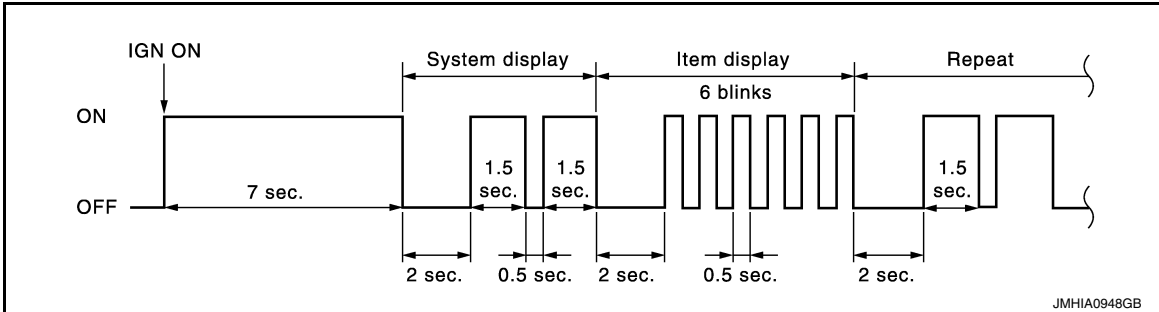 IGN ON
System display
Item display
Repeat
6 blinks
ON
1.5 sec.
1.5 sec.
1.5 sec.
7 sec.
OFF
2 sec.
0.5 sec.
2 sec.
0.5 sec.
2 sec.
JMHIA0948GB